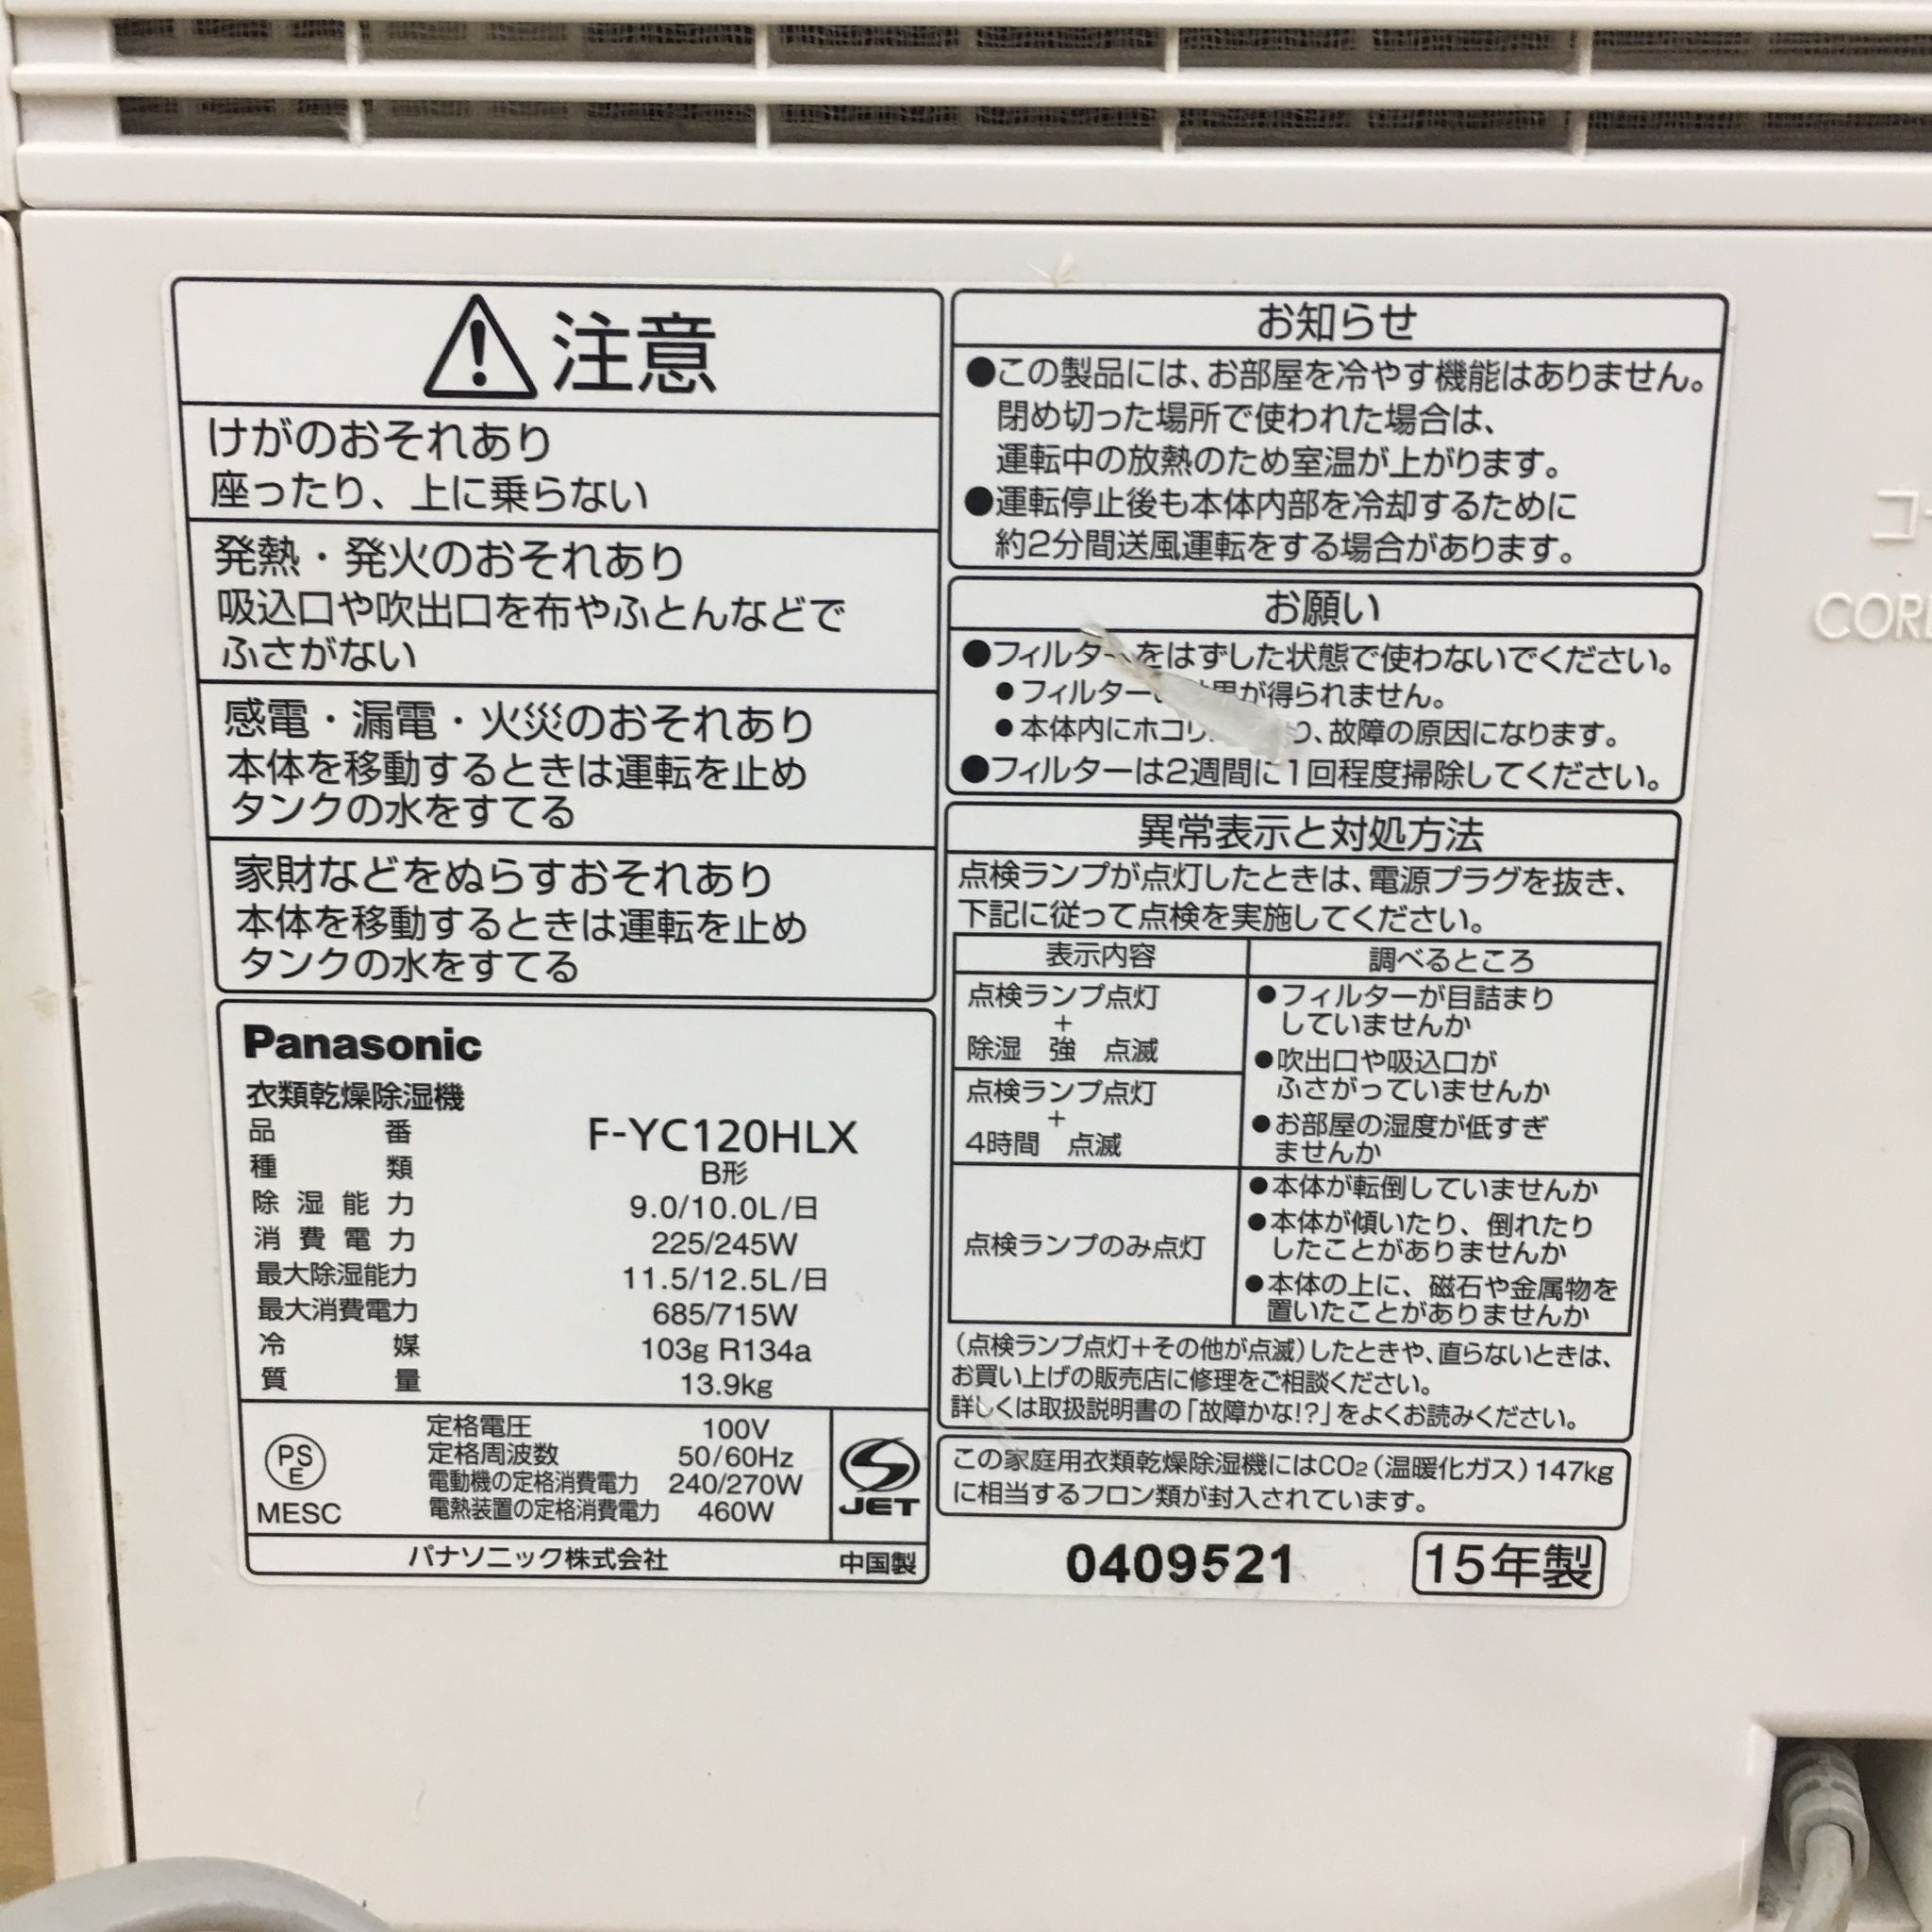 注意
けがのおそれあり
座ったり、上に乗らない
発熱・発火のおそれあり
吸込口や吹出口を布やふとんなどで
ふさがない
感電・漏電・火災のおそれあり
本体を移動するときは運転を止め
タンクの水をすてる
家財などをぬらすおそれあり
本体を移動するときは運転を止め
タンクの水をすてる
Panasonic
衣類乾燥除湿機
品番 F-YC120HLX
種類 B形
除湿能力 9.0/10.0L/日
消費電力 225/245W
最大除湿能力 11.5/12.5L/日
最大消費電力 685/715W
冷媒 103g R134a
質量 13.9kg
PS
E
MESC
定格電圧 100V
定格周波数 50/60Hz
電動機の定格消費電力 240/270W
電熱装置の定格消費電力 460W
JET
パナソニック株式会社 中国製
お知らせ
●この製品には、お部屋を冷やす機能はありません。
閉め切った場所で使われた場合は、
運転中の放熱のため室温が上がります。
●運転停止後も本体内部を冷却するために
約2分間送風運転をする場合があります。
お願い
●フィルターをはずした状態で使わないでください。
●フィルター が得られません。
●本体内にホコリ り、故障の原因になります。
●フィルターは2週間に1回程度掃除してください。
異常表示と対処方法
点検ランプが点灯したときは、電源プラグを抜き、
下記に従って点検を実施してください。
表示内容 調べるところ
点検ランプ点灯
+
除湿 強 点滅
点検ランプ点灯
+
4時間 点滅
●フィルターが目詰まり
していませんか
●吹出口や吸込口が
ふさがっていませんか
●お部屋の湿度が低すぎ
ませんか
点検ランプのみ点灯
●本体が転倒していませんか
●本体が傾いたり、倒れたり
したことがありませんか
●本体の上に、磁石や金属物を
置いたことがありませんか
(点検ランプ点灯+その他が点滅)したときや、直らないときは、
お買い上げの販売店に修理をご相談ください。
詳しくは取扱説明書の「故障かな!?」をよくお読みください。
この家庭用衣類乾燥除湿機にはCO2(温暖化ガス)147kg
に相当するフロン類が封入されています。
0409521 15年製
コー
CORD